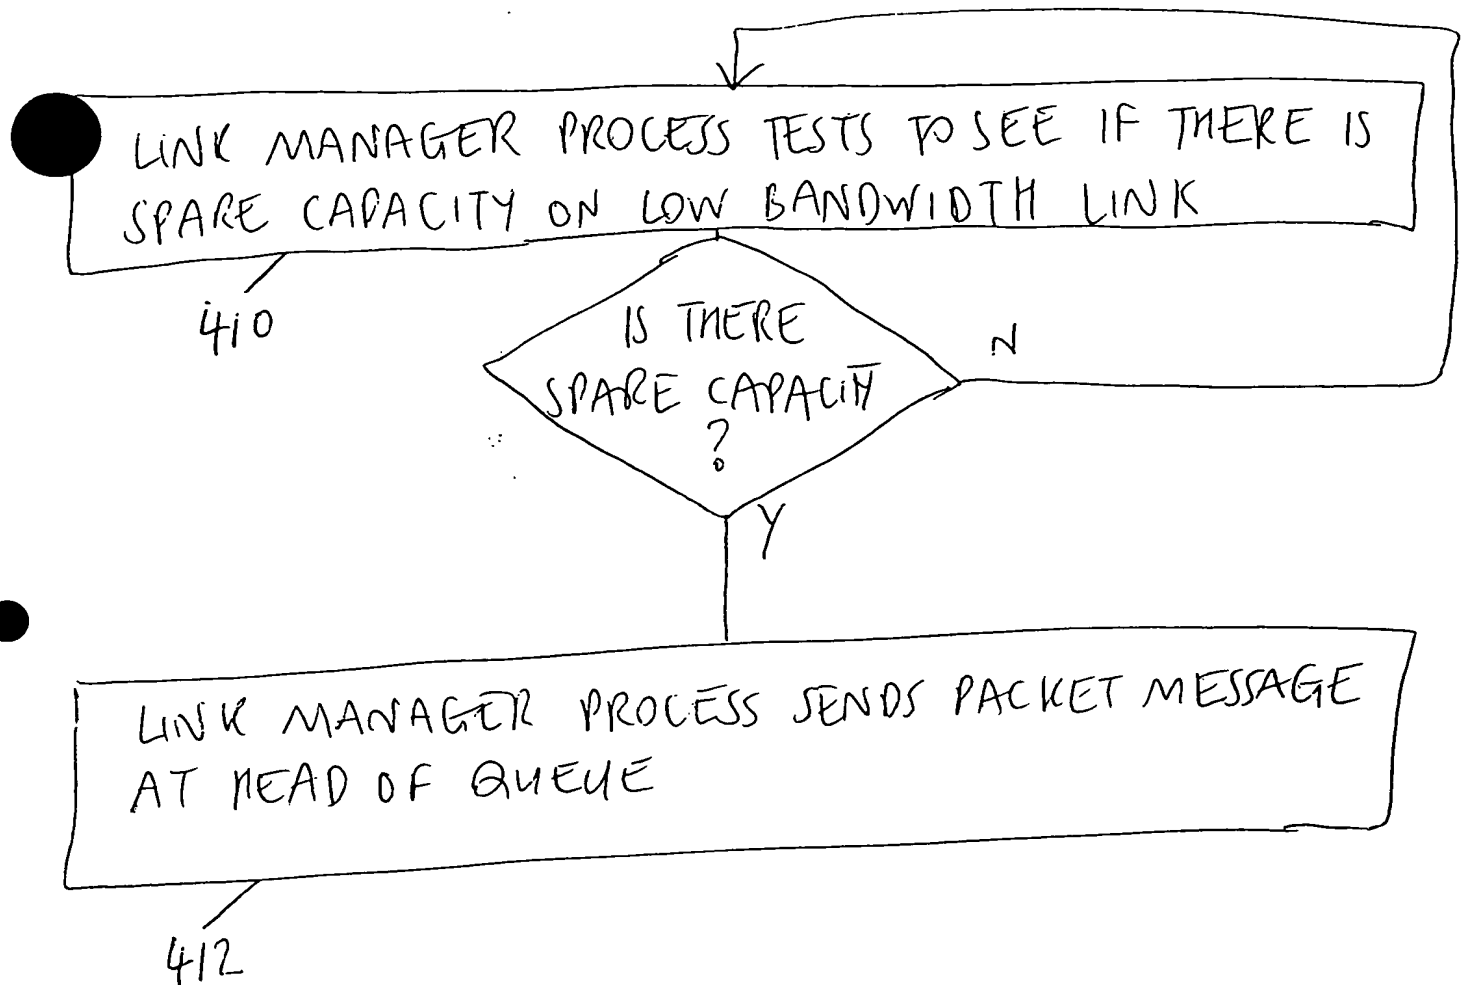 LINK MANAGER PROCESS TESTS TO SEE IF THERE IS
SPARE CAPACITY ON LOW BANDWIDTH LINK
410
IS THERE
SPARE CAPACITY
?
N
Y
LINK MANAGER PROCESS SENDS PACKET MESSAGE
AT HEAD OF QUEUE
412